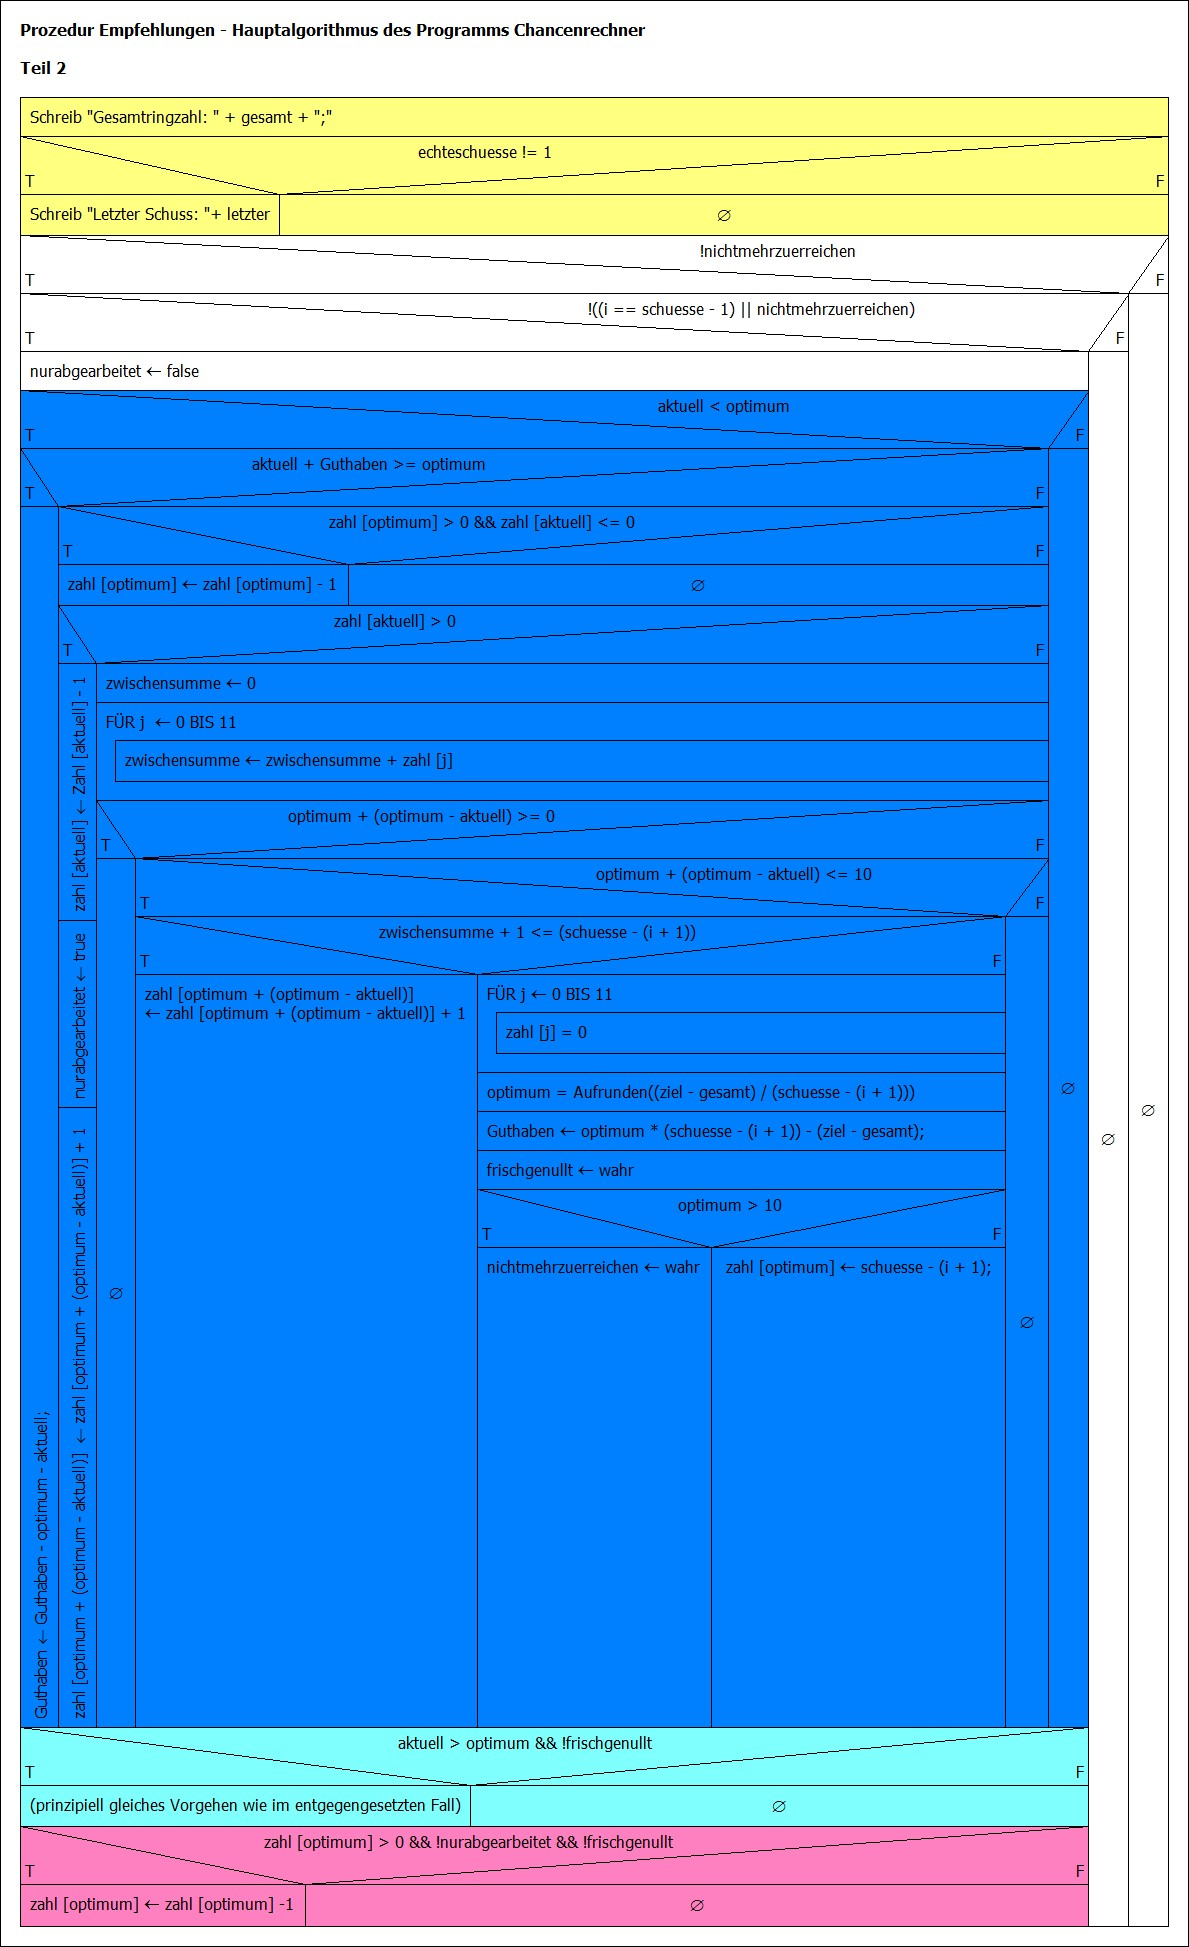 Prozedur Empfehlungen - Hauptalgorithmus des Programms Chancenrechner
Teil 2
Schreib "Gesamtringzahl: " + gesamt + ";"
echteschuesse != 1
T
F
Schreib "Letzter Schuss: "+ letzter
∅
!nichtmehrzuerreichen
T
F
!((i == schuesse - 1) || nichtmehrzuerreichen)
T
F
nurabgearbeitet ← false
aktuell < optimum
T
F
aktuell + Guthaben >= optimum
T
F
zahl [optimum] > 0 && zahl [aktuell] <= 0
T
F
zahl [optimum] ← zahl [optimum] - 1
∅
zahl [aktuell] > 0
T
F
zwischensumme ← 0
FÜR j ← 0 BIS 11
zwischensumme ← zwischensumme + zahl [j]
optimum + (optimum - aktuell) >= 0
T
F
optimum + (optimum - aktuell) <= 10
T
F
zwischensumme + 1 <= (schuesse - (i + 1))
T
F
zahl [optimum + (optimum - aktuell)]
← zahl [optimum + (optimum - aktuell)] + 1
FÜR j ← 0 BIS 11
zahl [j] = 0
optimum = Aufrunden((ziel - gesamt) / (schuesse - (i + 1)))
Guthaben ← optimum * (schuesse - (i + 1)) - (ziel - gesamt);
frischgenullt ← wahr
optimum > 10
T
F
nichtmehrzuerreichen ← wahr
zahl [optimum] ← schuesse - (i + 1);
Guthaben ← Guthaben - optimum - aktuell;
zahl [aktuell] ← Zahl [aktuell] - 1
nurabgearbeitet ← true
zahl [optimum + (optimum - aktuell)] ← zahl [optimum + (optimum - aktuell)] + 1
∅
∅
∅
∅
∅
aktuell > optimum && !frischgenullt
T
F
(prinzipiell gleiches Vorgehen wie im entgegengesetzten Fall)
∅
zahl [optimum] > 0 && !nurabgearbeitet && !frischgenullt
T
F
zahl [optimum] ← zahl [optimum] -1
∅